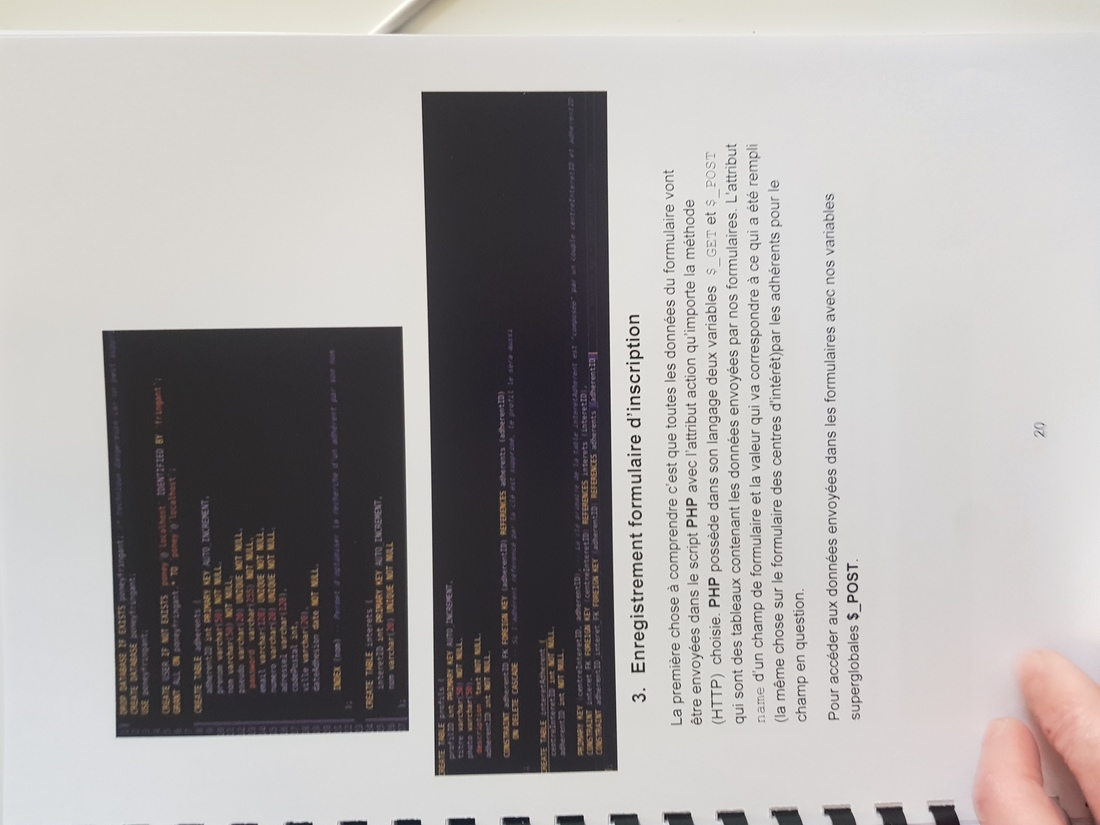 DROP DATABASE IF EXISTS poneyfringant;
CREATE DATABASE poneyfringant;
USE poneyfringant;
CREATE USER IF NOT EXISTS 'poney'@'localhost' IDENTIFIED BY 'fringant';
GRANT ALL ON poneyfringant.* TO 'poney'@'localhost';
CREATE TABLE adherents (
adherentID int PRIMARY KEY AUTO_INCREMENT,
prenom varchar(50) NOT NULL,
nom varchar(50) NOT NULL,
pseudo varchar(20) UNIQUE NOT NULL,
`password` varchar(255) NOT NULL,
email varchar(128) UNIQUE NOT NULL,
numero varchar(20) UNIQUE NOT NULL,
adresse1 varchar(128),
codePostal int,
ville varchar(20),
dateAdhesion date NOT NULL,
INDEX (nom) -- Permet d'optimiser la recherche d'un adhérent par son nom
);
CREATE TABLE interets (
interetID int PRIMARY KEY AUTO_INCREMENT,
nom varchar(20) UNIQUE NOT NULL
);
CREATE TABLE profils (
profilID int PRIMARY KEY AUTO_INCREMENT,
titre varchar(50) NOT NULL,
photo varchar(50),
`description` text NOT NULL,
adherentID int NOT NULL,
CONSTRAINT adherentID_FK FOREIGN KEY (adherentID) REFERENCES adherents (adherentID)
ON DELETE CASCADE -- Si l'adhérent référencé par la clé est supprimé, le profil le sera aussi
CREATE TABLE interetAdherent (
centreInteretID int NOT NULL,
adherentID int NOT NULL,
PRIMARY KEY (centreInteretID, adherentID), -- La clé primaire de la table interetAdherent est "composée" par un couple centreInteretID et adherentID
CONSTRAINT interet_FK FOREIGN KEY (centreInteretID) REFERENCES interets (interetID),
CONSTRAINT adherentID_interet_FK FOREIGN KEY (adherentID) REFERENCES adherents (adherentID)
3. Enregistrement formulaire d'inscription
La première chose à comprendre c'est que toutes les données du formulaire vont
être envoyées dans le script PHP avec l'attribut action qu'importe la méthode
(HTTP) choisie. PHP possède dans son langage deux variables $_GET et $_POST
qui sont des tableaux contenant les données envoyées par nos formulaires. L'attribut
name d'un champ de formulaire et la valeur qui va correspondre à ce qui a été rempli
(la même chose sur le formulaire des centres d'intérêt)par les adhérents pour le
champ en question.
Pour accéder aux données envoyées dans les formulaires avec nos variables
superglobales $_POST.
20